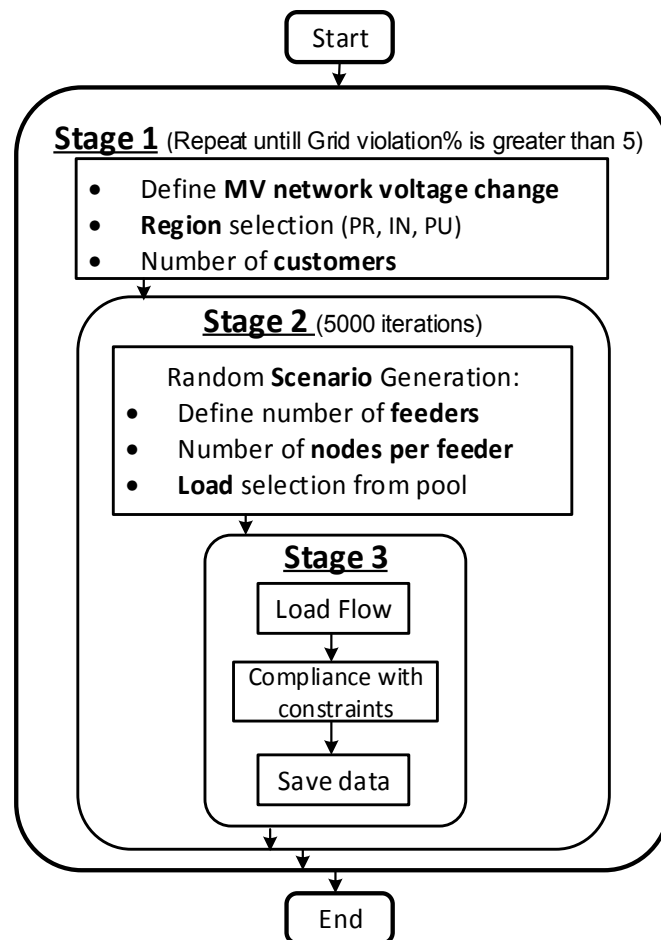 Start
Stage 1 (Repeat untill Grid violation% is greater than 5)
• Define MV network voltage change
• Region selection (PR, IN, PU)
• Number of customers
Stage 2 (5000 iterations)
Random Scenario Generation:
• Define number of feeders
• Number of nodes per feeder
• Load selection from pool
Stage 3
Load Flow
Compliance with
constraints
Save data
End